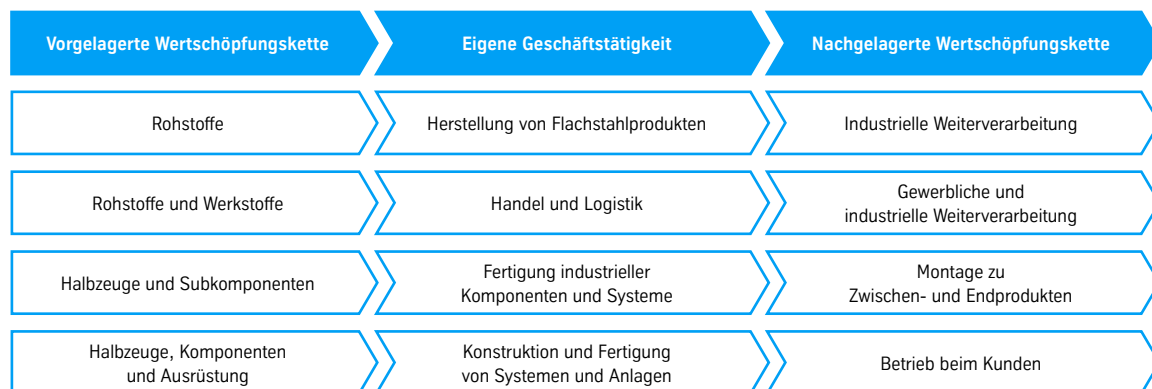 Vorgelagerte Wertschöpfungskette
Eigene Geschäftstätigkeit
Nachgelagerte Wertschöpfungskette
Rohstoffe
Herstellung von Flachstahlprodukten
Industrielle Weiterverarbeitung
Rohstoffe und Werkstoffe
Handel und Logistik
Gewerbliche und
industrielle Weiterverarbeitung
Halbzeuge und Subkomponenten
Fertigung industrieller
Komponenten und Systeme
Montage zu
Zwischen- und Endprodukten
Halbzeuge, Komponenten
und Ausrüstung
Konstruktion und Fertigung
von Systemen und Anlagen
Betrieb beim Kunden